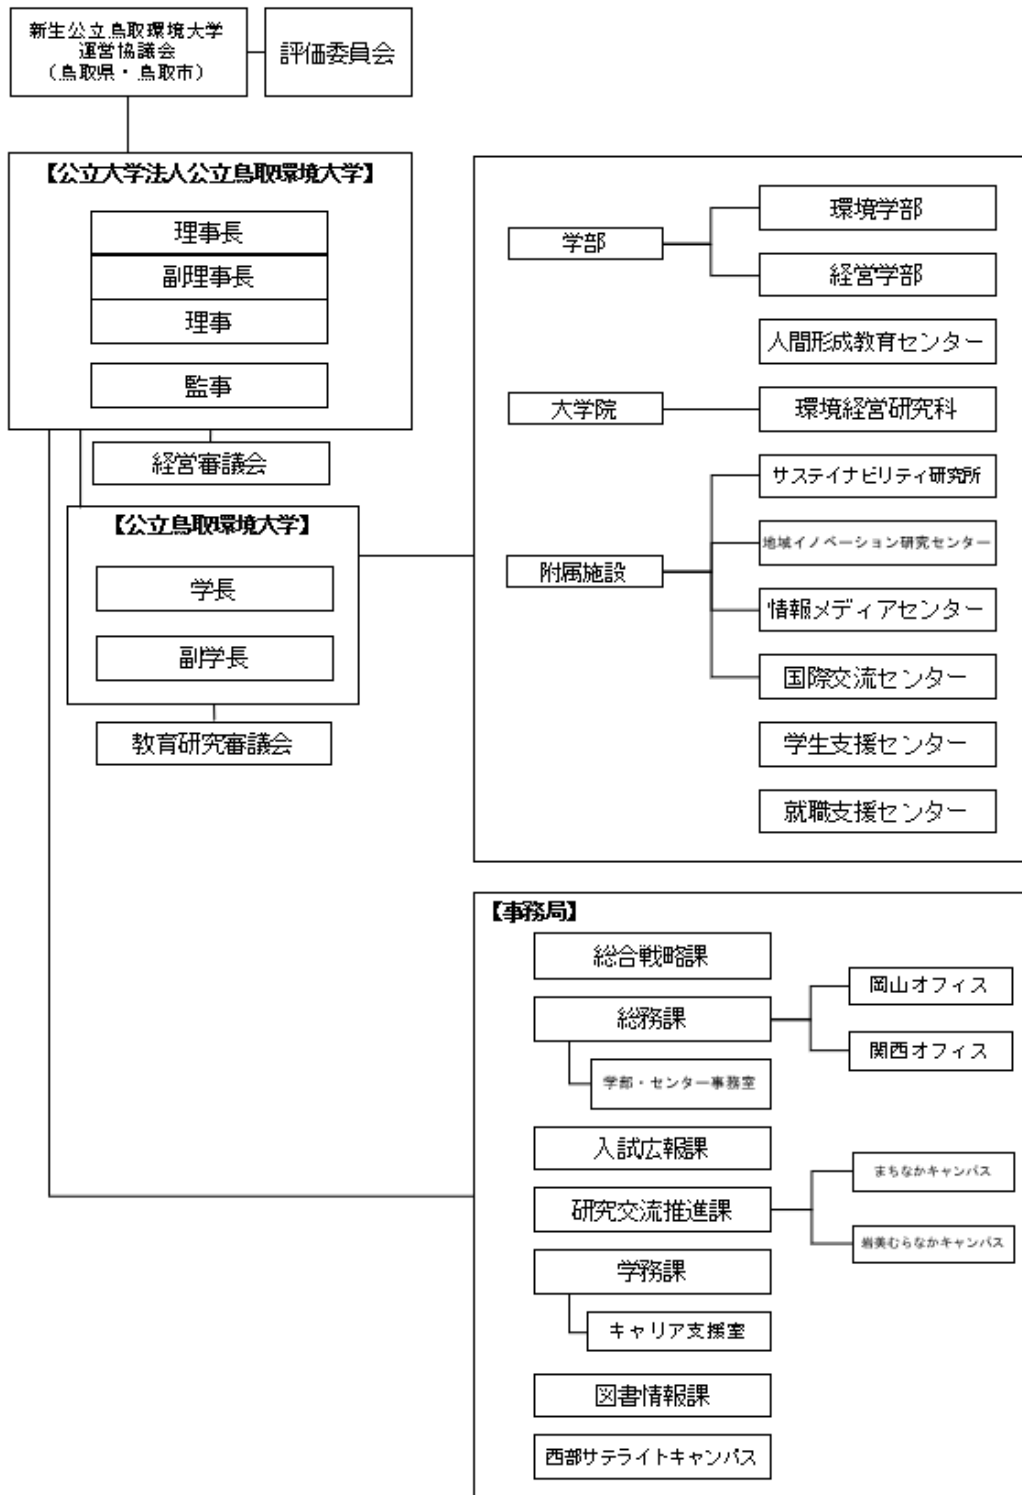 新生公立鳥取環境大学
運営協議会
（鳥取県・鳥取市）
評価委員会
【公立大学法人公立鳥取環境大学】
理事長
副理事長
理事
監事
経営審議会
【公立鳥取環境大学】
学長
副学長
教育研究審議会
学部
環境学部
経営学部
人間形成教育センター
大学院
環境経営研究科
附属施設
サステイナビリティ研究所
地域イノベーション研究センター
情報メディアセンター
国際交流センター
学生支援センター
就職支援センター
【事務局】
総合戦略課
総務課
岡山オフィス
関西オフィス
学部・センター事務室
入試広報課
研究交流推進課
まちなかキャンパス
岩美むらなかキャンパス
学務課
キャリア支援室
図書情報課
西部サテライトキャンパス